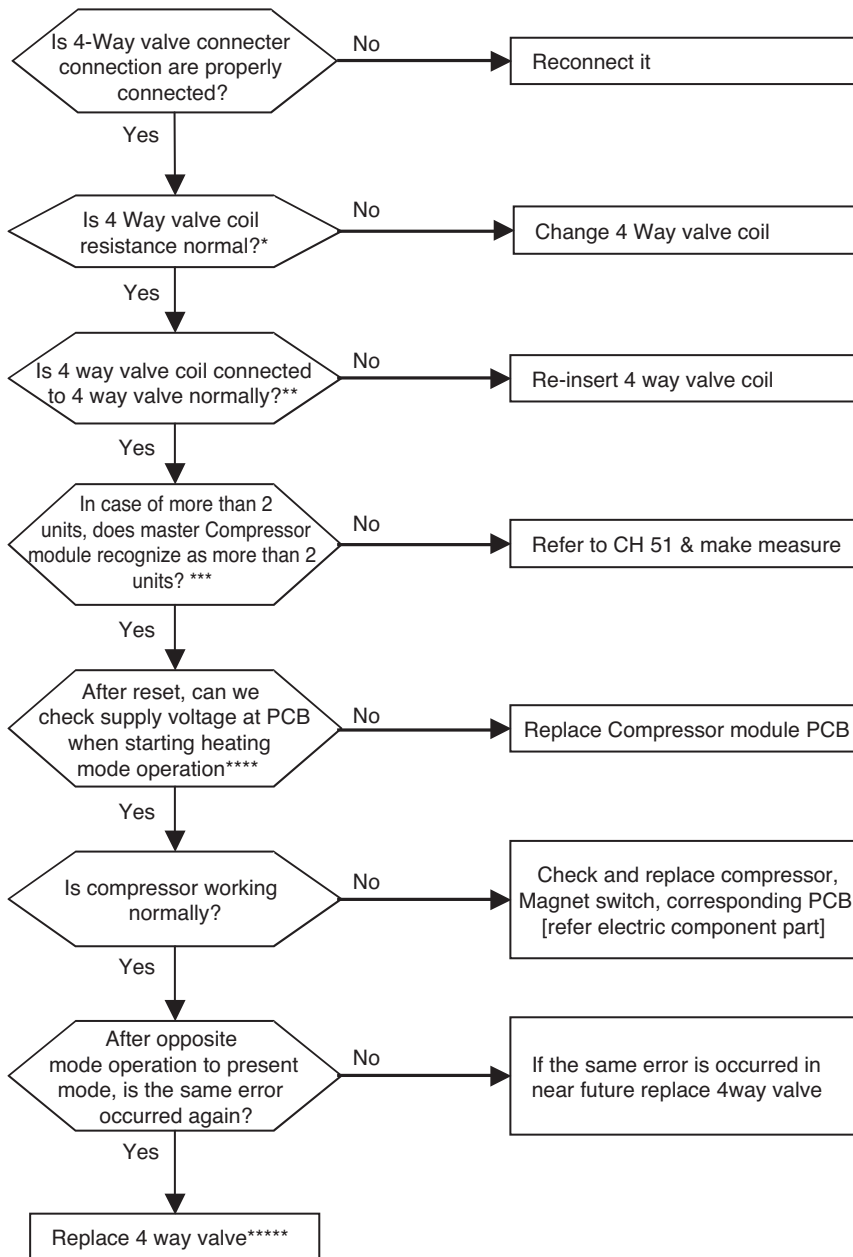 Is 4-Way valve connecter
connection are properly
connected?
No
Reconnect it
Yes
Is 4 Way valve coil
resistance normal?*
No
Change 4 Way valve coil
Yes
Is 4 way valve coil connected
to 4 way valve normally?**
No
Re-insert 4 way valve coil
Yes
In case of more than 2
units, does master Compressor
module recognize as more than 2
units? ***
No
Refer to CH 51 & make measure
Yes
After reset, can we
check supply voltage at PCB
when starting heating
mode operation****
No
Replace Compressor module PCB
Yes
Is compressor working
normally?
No
Check and replace compressor,
Magnet switch, corresponding PCB
[refer electric component part]
Yes
After opposite
mode operation to present
mode, is the same error
occurred again?
No
If the same error is occurred in
near future replace 4way valve
Yes
Replace 4 way valve*****